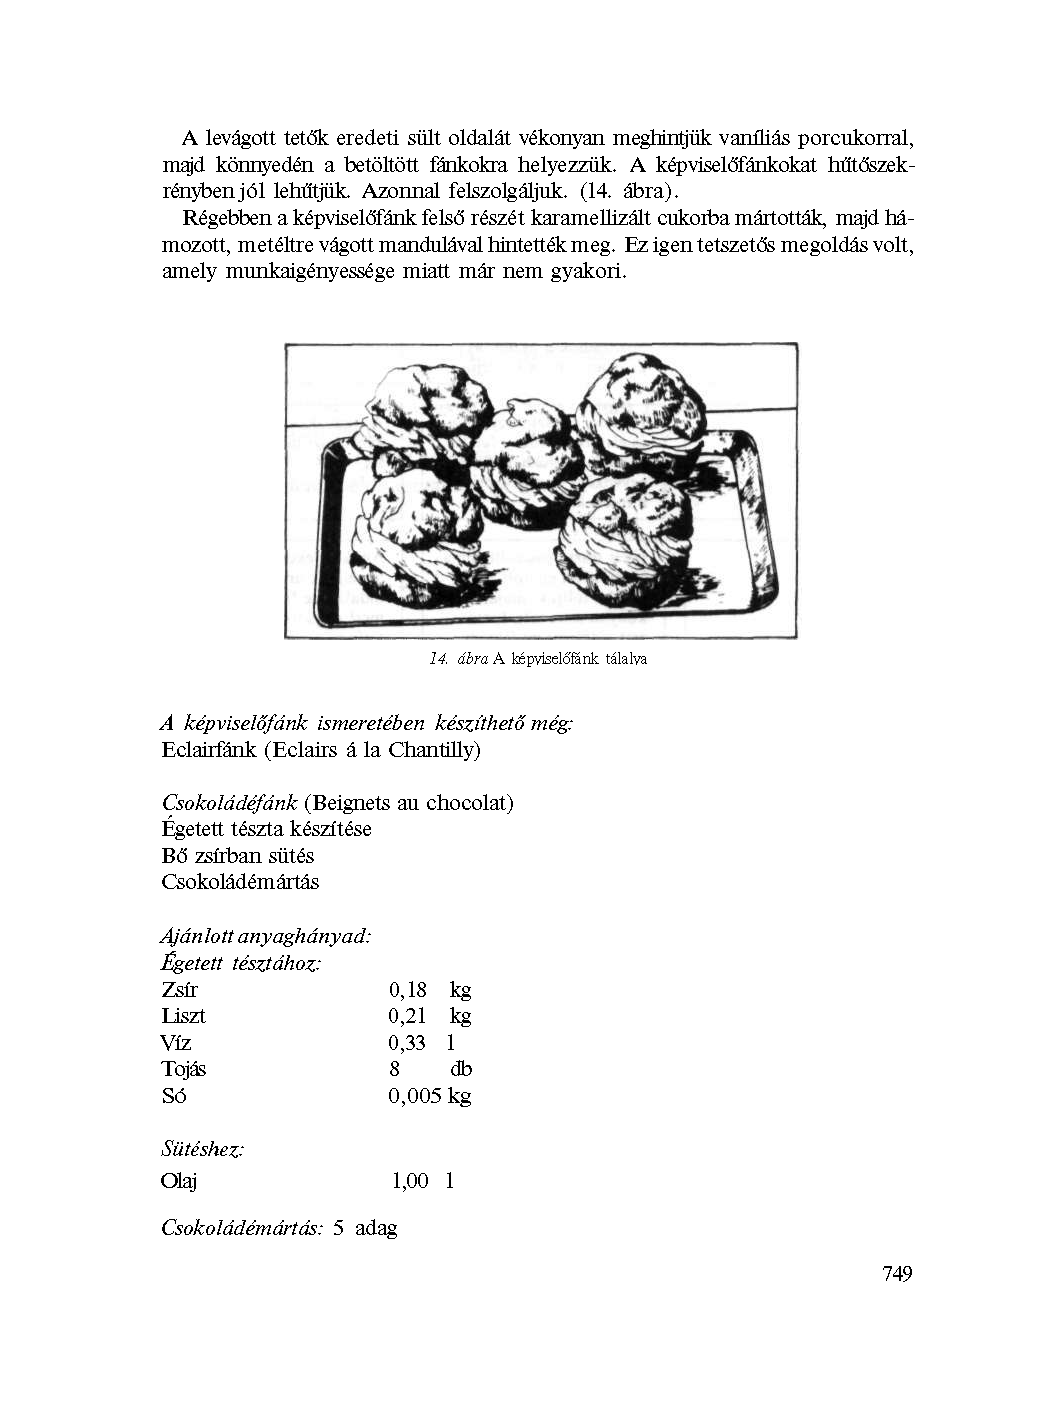 A levágott tetők eredeti sült oldalát vékonyan meghintjük vaníliás porcukorral,
majd könnyedén a betöltött fánkokra helyezzük. A képviselőfánkokat hűtőszek-
rényben jól lehűtjük. Azonnal felszolgáljuk. (14. ábra).
Régebben a képviselőfánk felső részét karamellizált cukorba mártották, majd há-
mozott, metéltre vágott mandulával hintették meg. Ez igen tetszetős megoldás volt,
amely munkaigényessége miatt már nem gyakori.
14. ábra A képviselőfánk tálalva
A képviselőfánk ismeretében készíthető még:
Eclairfánk (Eclairs á la Chantilly)
Csokoládéfánk (Beignets au chocolat)
Égetett tészta készítése
Bő zsírban sütés
Csokoládémártás
Ajánlott anyaghányad:
Égetett tésztához:
Zsír 0,18 kg
Liszt 0,21 kg
Víz 0,33 l
Tojás 8 db
Só 0,005 kg
Sütéshez:
Olaj 1,00 l
Csokoládémártás: 5 adag
749